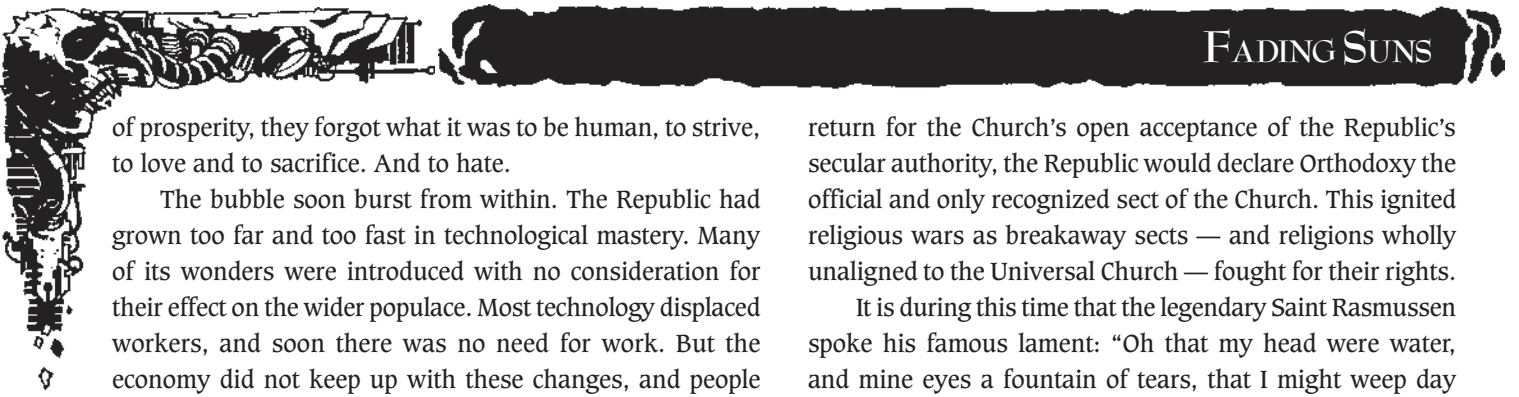 FADING SUNS
of prosperity, they forgot what it was to be human, to strive,
to love and to sacrifice. And to hate.
The bubble soon burst from within. The Republic had
grown too far and too fast in technological mastery. Many
of its wonders were introduced with no consideration for
their effect on the wider populace. Most technology displaced
workers, and soon there was no need for work. But the
economy did not keep up with these changes, and people
return for the Church’s open acceptance of the Republic’s
secular authority, the Republic would declare Orthodoxy the
official and only recognized sect of the Church. This ignited
religious wars as breakaway sects — and religions wholly
unaligned to the Universal Church — fought for their rights.
It is during this time that the legendary Saint Rasmussen
spoke his famous lament: “Oh that my head were water,
and mine eyes a fountain of tears, that I might weep day